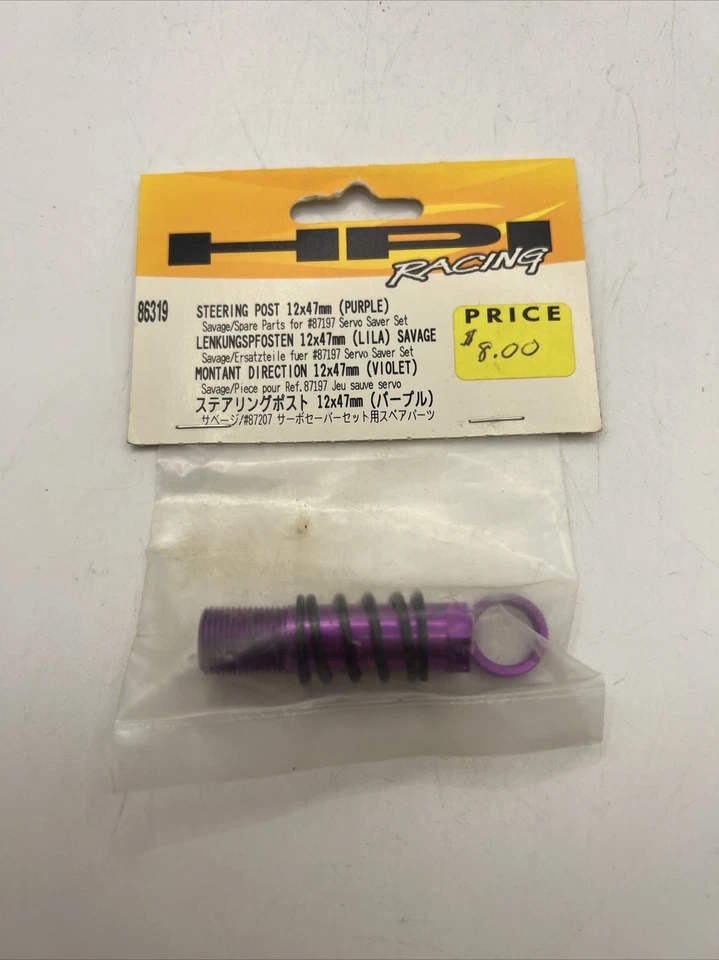 HPI
RACING
86319
STEERING POST 12x47mm (PURPLE)
Savage/Spare Parts for #87197 Servo Saver Set
LENKUNGSPFOSTEN 12x47mm (LILA) SAVAGE
Savage/Ersatzteile fuer #87197 Servo Saver Set
MONTANT DIRECTION 12x47mm (VIOLET)
Savage/Piece pour Ref.87197 Jeu sauve servo
ステアリングポスト 12x47mm (パープル)
サベージ/#87207 サーボセーバーセット用スペアパーツ
PRICE
$8.00